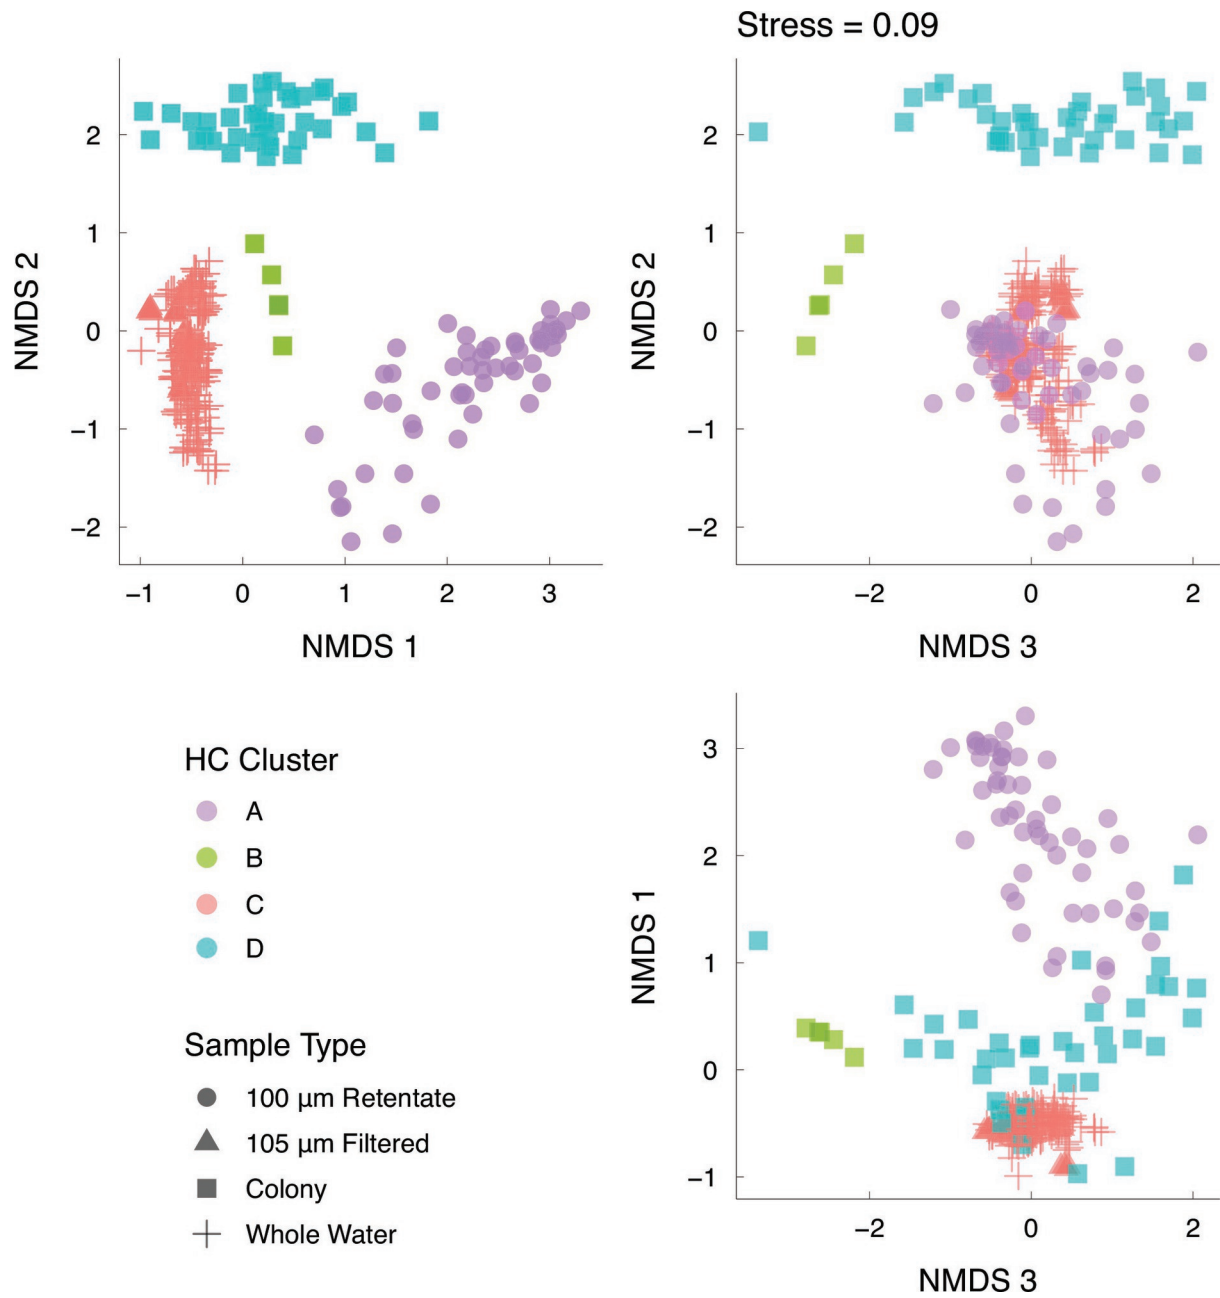 Stress = 0.09
NMDS 2
2
1
0
−1
−2
−1 0 1 2 3
NMDS 1
NMDS 2
2
1
0
−1
−2
−2 0 2
NMDS 3
HC Cluster
A
B
C
D
Sample Type
100 µm Retentate
105 µm Filtered
Colony
Whole Water
NMDS 1
3
2
1
0
−1
−2 0 2
NMDS 3